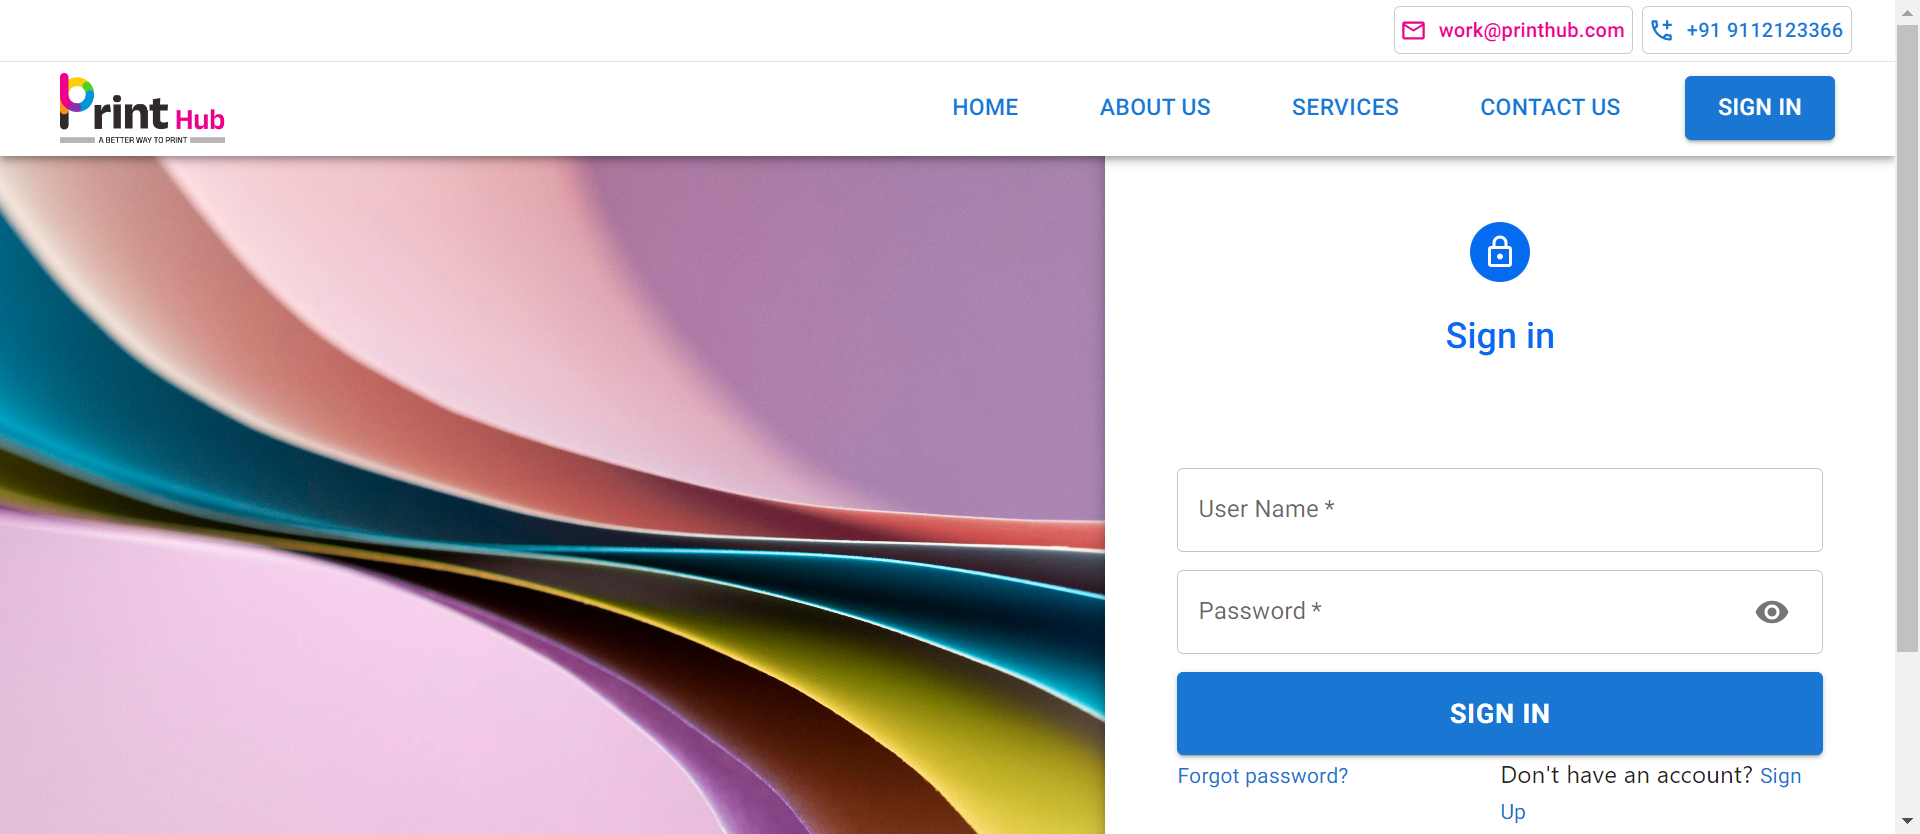 work@printhub.com +91 9112123366
Print Hub
A BETTER WAY TO PRINT
HOME ABOUT US SERVICES CONTACT US SIGN IN
Sign in
User Name *
Password *
SIGN IN
Forgot password? Don't have an account? Sign
Up